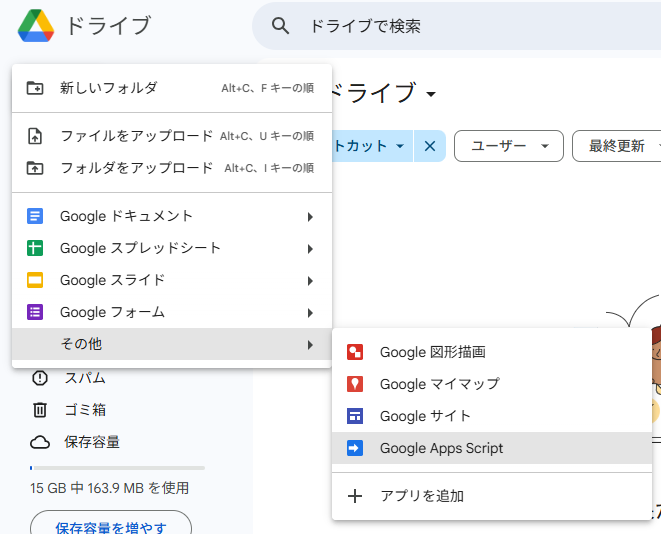 ドライブ
ドライブで検索
新しいフォルダ Alt+C、F キーの順
ドライブ
ファイルをアップロード Alt+C、U キーの順
フォルダをアップロード Alt+C、I キーの順
トカット
ユーザー
最終更新
Google ドキュメント
Google スプレッドシート
Google スライド
Google フォーム
その他
Google 図形描画
Google マイマップ
Google サイト
Google Apps Script
アプリを追加
スパム
ゴミ箱
保存容量
15 GB 中 163.9 MB を使用
保存容量を増やす